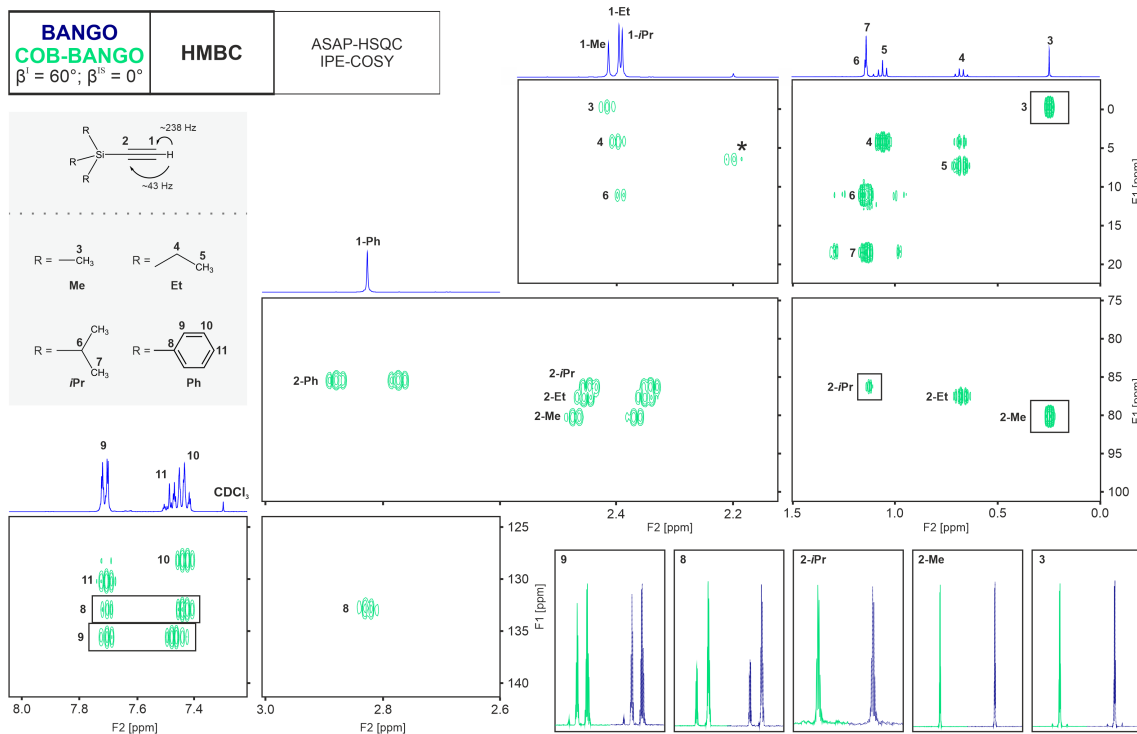 BANGO
COB-BANGO
βᴵ = 60°; βᴵˢ = 0°
HMBC
ASAP-HSQC
IPE-COSY
~238 Hz
2 1
R
R Si H
R
~43 Hz
3
R = CH₃
Me
4
5
R = CH₃
Et
CH₃
6
R =
7
CH₃
iPr
9 10
8
R = 11
Ph
1-Et
1-Me 1-iPr
3
4
*
6
7
6 5
4
3
3
4
5
6
7
0
5
10
15
20
F1 [ppm]
1-Ph
2-Ph
2-iPr
2-Et
2-Me
2.4 2.2
F2 [ppm]
2-iPr
2-Et
2-Me
75
80
85
90
95
100
F1 [ppm]
1.5 1.0 0.5 0.0
F2 [ppm]
9
11
10
CDCl₃
10
11
8
9
8.0 7.8 7.4
F2 [ppm]
8
3.0 2.8 2.6
F2 [ppm]
125
130
135
140
F1 [ppm]
9
8
2-iPr
2-Me
3